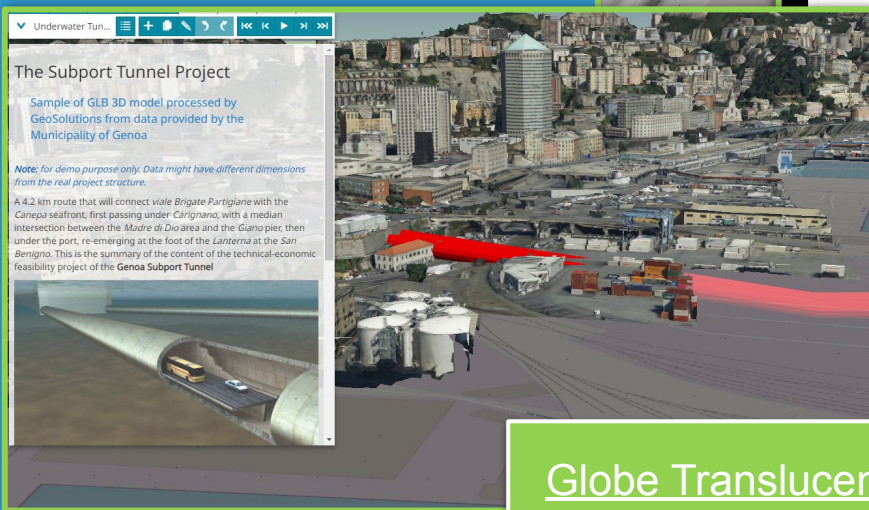 Underwater Tun...
The Subport Tunnel Project
Sample of GLB 3D model processed by
GeoSolutions from data provided by the
Municipality of Genoa
Note: for demo purpose only. Data might have different dimensions
from the real project structure.
A 4.2 km route that will connect viale Brigate Partigiane with the
Canepa seafront, first passing under Carignano, with a median
intersection between the Madre di Dio area and the Giano pier, then
under the port, re-emerging at the foot of the Lanterna at the San
Benigno. This is the summary of the content of the technical-economic
feasibility project of the Genoa Subport Tunnel
Globe Translucen